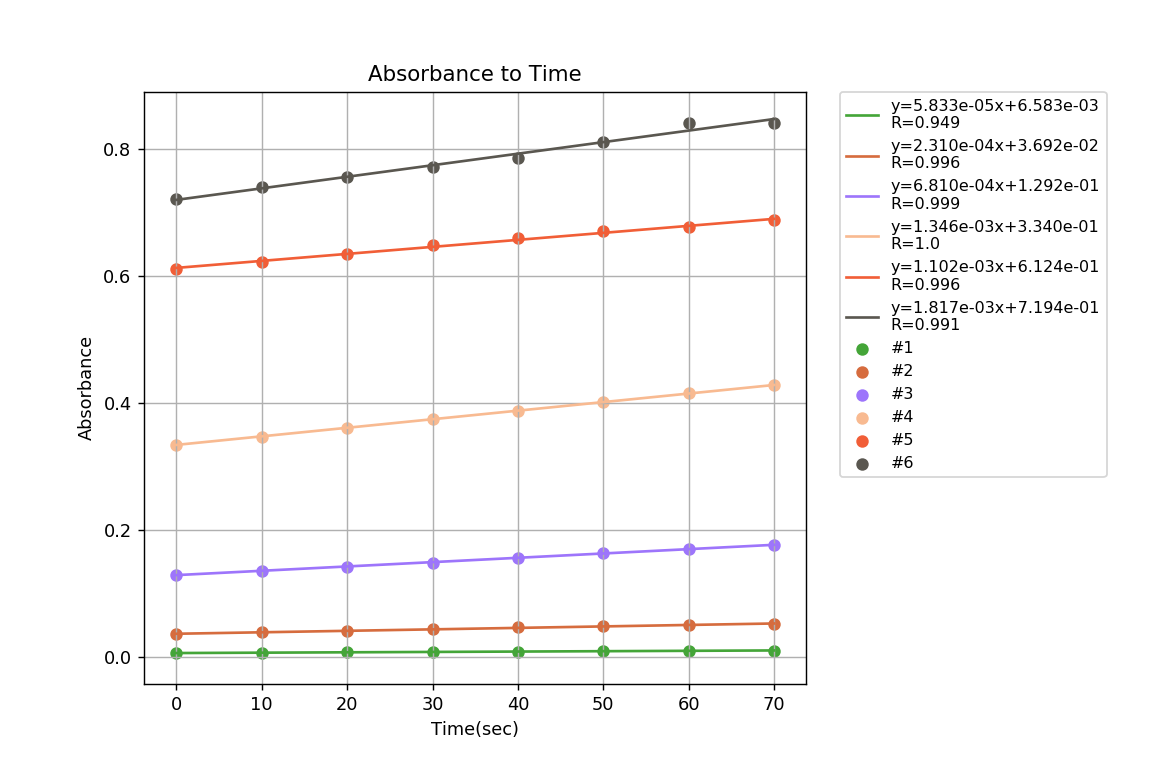 Absorbance to Time
Absorbance
0.8
0.6
0.4
0.2
0.0
0 10 20 30 40 50 60 70
Time(sec)
y=5.833e-05x+6.583e-03
R=0.949
y=2.310e-04x+3.692e-02
R=0.996
y=6.810e-04x+1.292e-01
R=0.999
y=1.346e-03x+3.340e-01
R=1.0
y=1.102e-03x+6.124e-01
R=0.996
y=1.817e-03x+7.194e-01
R=0.991
#1
#2
#3
#4
#5
#6